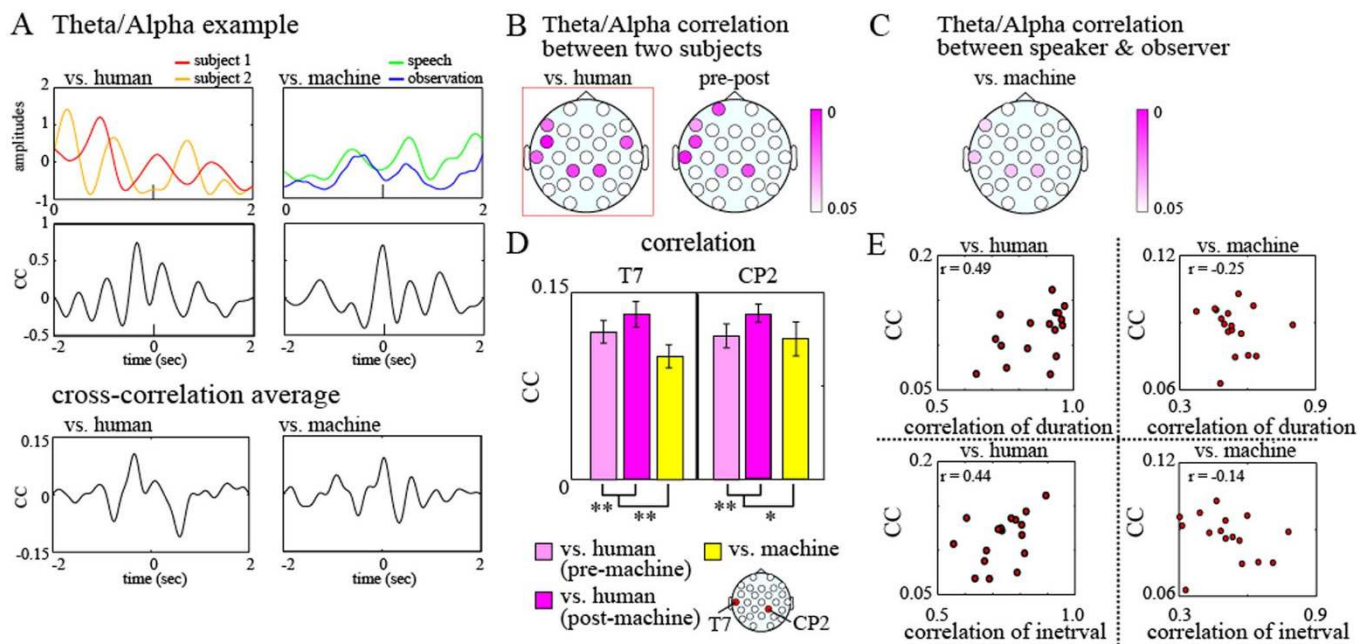 A Theta/Alpha example
vs. human
subject 1
subject 2
vs. machine
speech
observation
amplitudes
2
1
0
-1
0
2
-2
0
2
CC
1
0.5
0
-0.5
-2
0
2
time (sec)
-2
0
2
time (sec)
cross-correlation average
vs. human
vs. machine
CC
0.15
0
-0.15
-2
0
2
time (sec)
-2
0
2
time (sec)
B Theta/Alpha correlation
between two subjects
vs. human
pre-post
0
0.05
C Theta/Alpha correlation
between speaker & observer
vs. machine
0
0.05
D correlation
T7
CP2
0.15
CC
0
**
**
**
*
vs. human
(pre-machine)
vs. machine
vs. human
(post-machine)
T7
CP2
E
vs. human
r = 0.49
0.2
CC
0.05
0.5
1.0
correlation of duration
vs. machine
r = -0.25
0.12
CC
0.06
0.3
0.9
correlation of duration
vs. human
r = 0.44
0.2
CC
0.05
0.5
1.0
correlation of inetrval
vs. machine
r = -0.14
0.12
CC
0.06
0.3
0.9
correlation of inetrval